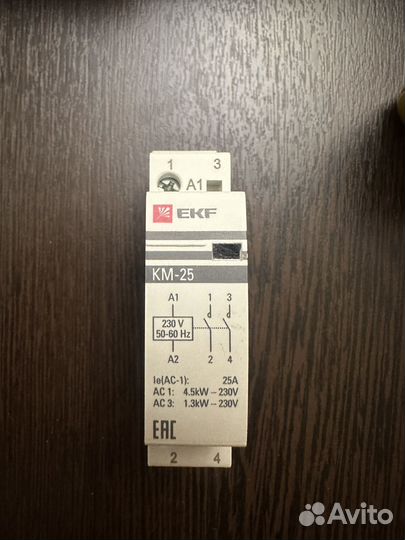 1 3
A1
EKF
KM-25
A1 1 3
230 V
50-60 Hz
A2 2 4
Ie(AC-1): 25A
AC 1: 4.5kW – 230V
AC 3: 1.3kW – 230V
EAC
2 4
Avito